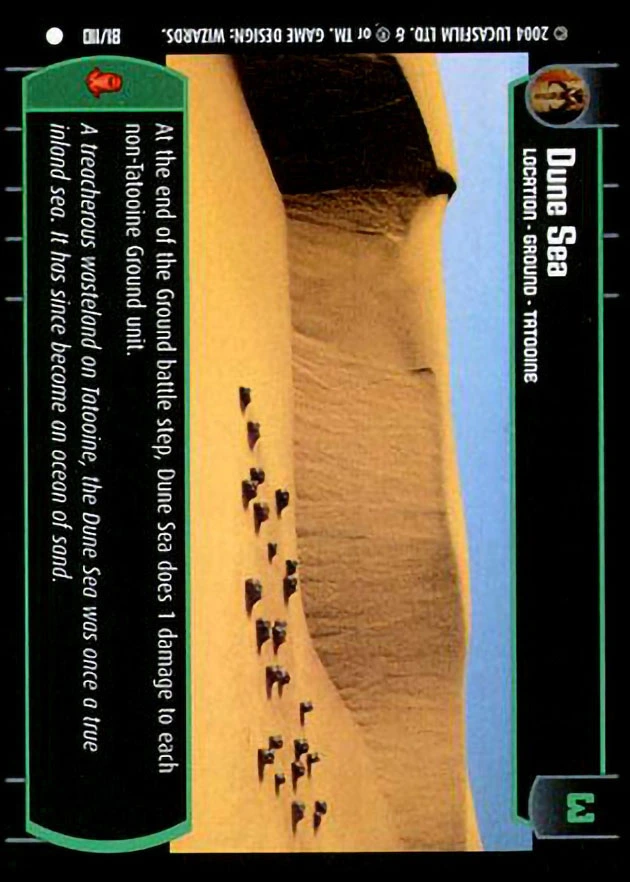 Dune Sea
LOCATION - GROUND - TATOOINE
3
At the end of the Ground battle step, Dune Sea does 1 damage to each
non-Tatooine Ground unit.
A treacherous wasteland on Tatooine, the Dune Sea was once a true
inland sea. It has since become an ocean of sand.
81/110
© 2004 LUCASFILM LTD. & ® or TM. GAME DESIGN: WIZARDS.